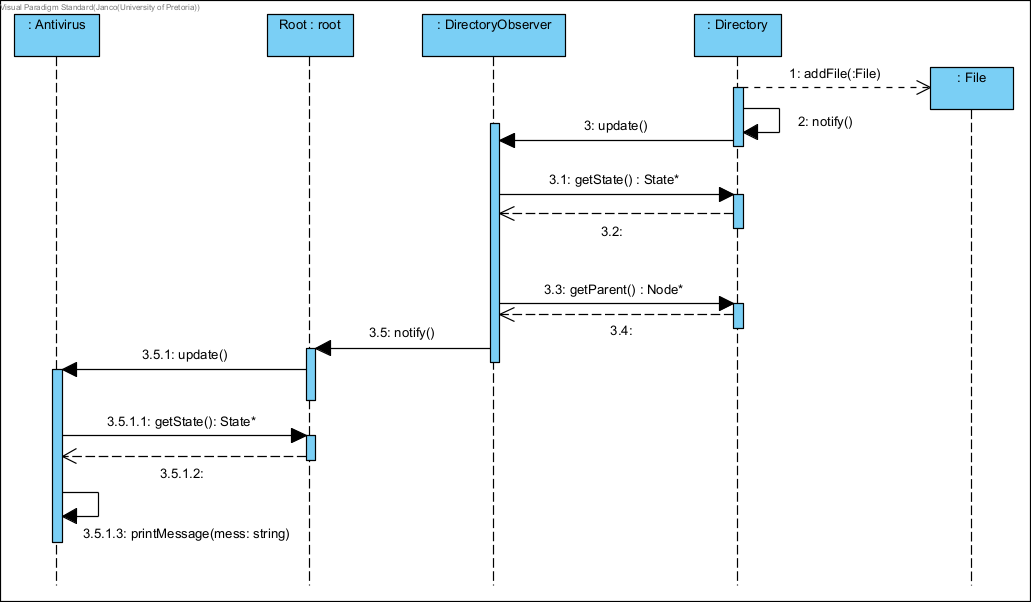 Visual Paradigm Standard(Janco(University of Pretoria))
: Antivirus
Root : root
: DirectoryObserver
: Directory
: File
1: addFile(:File)
2: notify()
3: update()
3.1: getState() : State*
3.2:
3.3: getParent() : Node*
3.4:
3.5: notify()
3.5.1: update()
3.5.1.1: getState(): State*
3.5.1.2:
3.5.1.3: printMessage(mess: string)